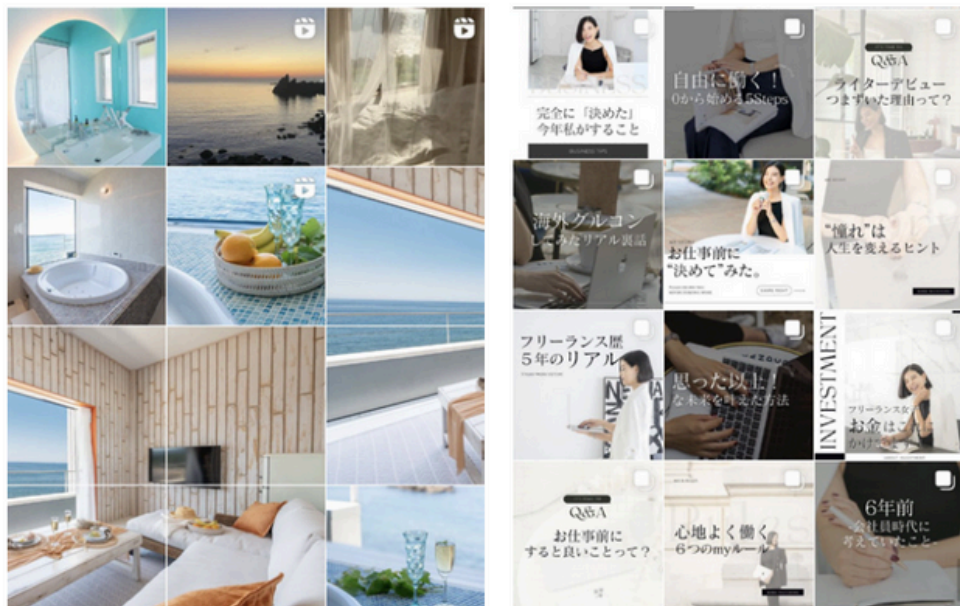 完全に「決めた」
今年私がすること
BUSINESS TIPS
自由に働く！
0から始める5Steps
Q&A
ライターデビュー
つまずいた理由って？
海外グルコン
してみたリアル裏話
お仕事前に
“決めて”みた。
“憧れ”は
人生を変えるヒント
フリーランス歴
5年のリアル
思った以上！
な未来を叶えた方法
INVESTMENT
フリーランス女
お金はここに
Q&A
お仕事前に
すると良いことって？
心地よく働く
6つのmyルール
6年前
会社員時代に
考えていたこと